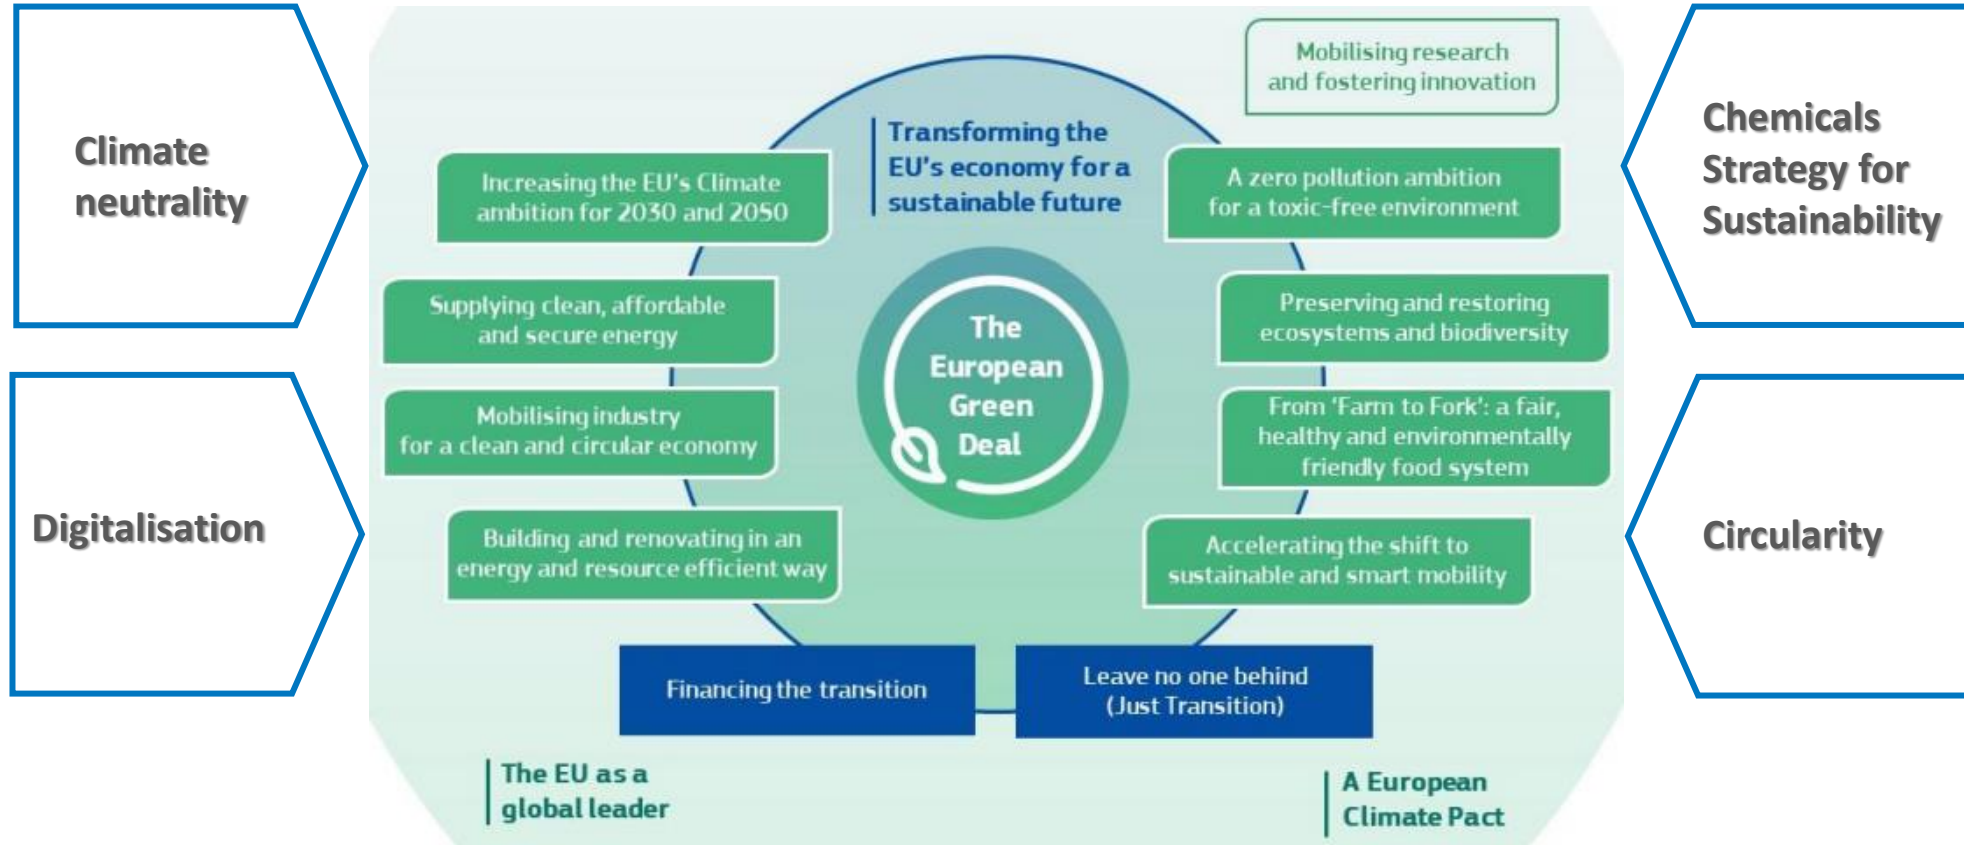 Climate
neutrality
Digitalisation
Mobilising research
and fostering innovation
Transforming the
EU's economy for a
sustainable future
Increasing the EU's Climate
ambition for 2030 and 2050
Supplying clean, affordable
and secure energy
Mobilising industry
for a clean and circular economy
Building and renovating in an
energy and resource efficient way
The
European
Green
Deal
A zero pollution ambition
for a toxic-free environment
Preserving and restoring
ecosystems and biodiversity
From 'Farm to Fork': a fair,
healthy and environmentally
friendly food system
Accelerating the shift to
sustainable and smart mobility
Financing the transition
Leave no one behind
(Just Transition)
The EU as a
global leader
A European
Climate Pact
Chemicals
Strategy for
Sustainability
Circularity